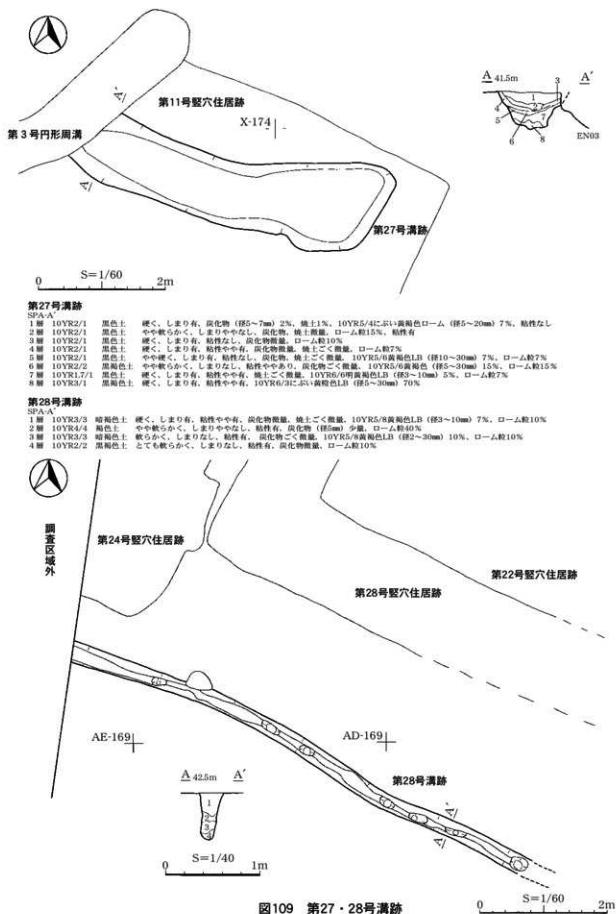 第11号竪穴住居跡
X-174
第3号円形周溝
A′
A
第27号溝跡
A 41.5m A′
3
1
2
4
5
7
6
8
EN03
S=1/60
0 2m
第27号溝跡
SPA-A′
1層 10YR2/1 黒色土 硬く、しまり有、炭化物(径5~7㎜)2%、焼土1%、10YR5/4にぶい黄褐色ローム(径5~20㎜)7%、粘性なし
2層 10YR2/1 黒色土 やや軟らかく、しまりややなし、炭化物、焼土微量、ローム粒15%、粘性有
3層 10YR2/1 黒色土 硬く、しまり有、粘性なし、炭化物微量、ローム粒10%
4層 10YR2/1 黒色土 硬く、しまり有、粘性やや有、炭化物微量、焼土ごく微量、ローム粒7%
5層 10YR2/1 黒色土 やや硬く、しまり有、粘性なし、炭化物、焼土ごく微量、10YR5/6黄褐色LB(径10~30㎜)7%、ローム粒7%
6層 10YR2/2 黒褐色土 やや軟らかく、しまりなし、粘性ややあり、炭化物ごく微量、10YR5/6黄褐色(径5~30㎜)15%、ローム粒15%
7層 10YR1.7/1 黒色土 硬く、しまり有、粘性やや有、焼土ごく微量、10YR6/6明黄褐色LB(径3~10㎜)5%、ローム粒7%
8層 10YR3/1 黒褐色土 硬く、しまり有、粘性やや有、10YR6/3にぶい黄橙色LB(径5~30㎜)70%
第28号溝跡
SPA-A′
1層 10YR3/3 暗褐色土 硬く、しまり有、粘性やや有、炭化物微量、焼土ごく微量、10YR5/8黄褐色LB(径3~10㎜)7%、ローム粒10%
2層 10YR4/4 褐色土 やや軟らかく、しまりややなし、粘性有、炭化物(径5㎜)少量、ローム粒40%
3層 10YR3/3 暗褐色土 軟らかく、しまりなし、粘性有、炭化物ごく微量、10YR5/8黄褐色LB(径2~30㎜)10%、ローム粒10%
4層 10YR2/2 黒褐色土 とても軟らかく、しまりなし、粘性有、炭化物微量、ローム粒10%
調査区域外
第24号竪穴住居跡
第22号竪穴住居跡
第28号竪穴住居跡
AE-169
AD-169
第28号溝跡
A′
A
A 42.5m A′
1
2
3
4
S=1/40
0 1m
S=1/60
0 2m
図109 第27・28号溝跡